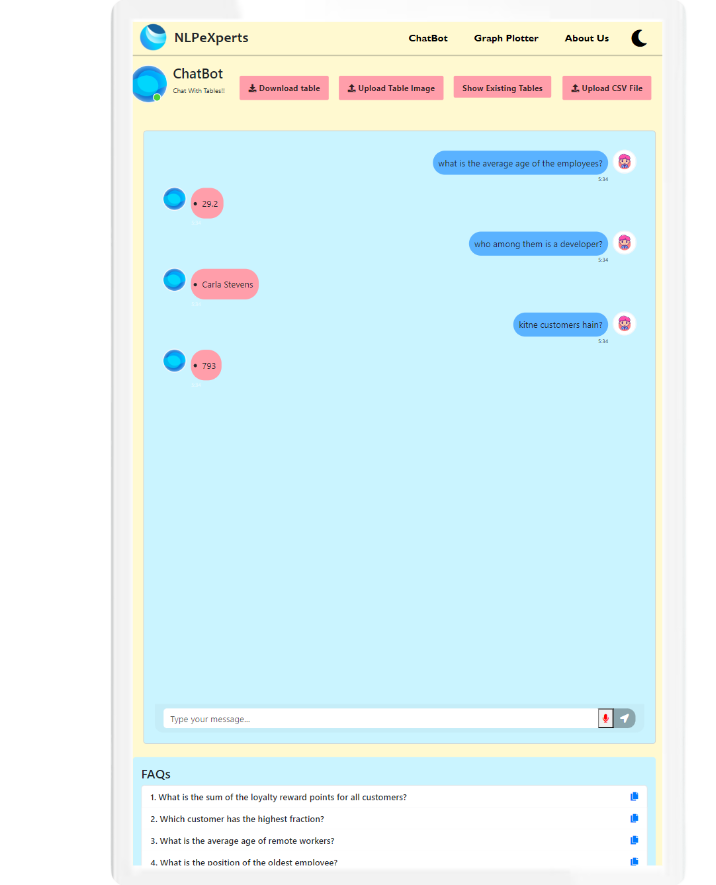 NLPeXperts
ChatBot
Graph Plotter
About Us
ChatBot
Chat With Tables!!
Download table
Upload Table Image
Show Existing Tables
Upload CSV File
what is the average age of the employees?
5:34
29.2
who among them is a developer?
5:34
Carla Stevens
kitne customers hain?
5:34
793
Type your message...
FAQs
1. What is the sum of the loyalty reward points for all customers?
2. Which customer has the highest fraction?
3. What is the average age of remote workers?
4. What is the position of the oldest employee?